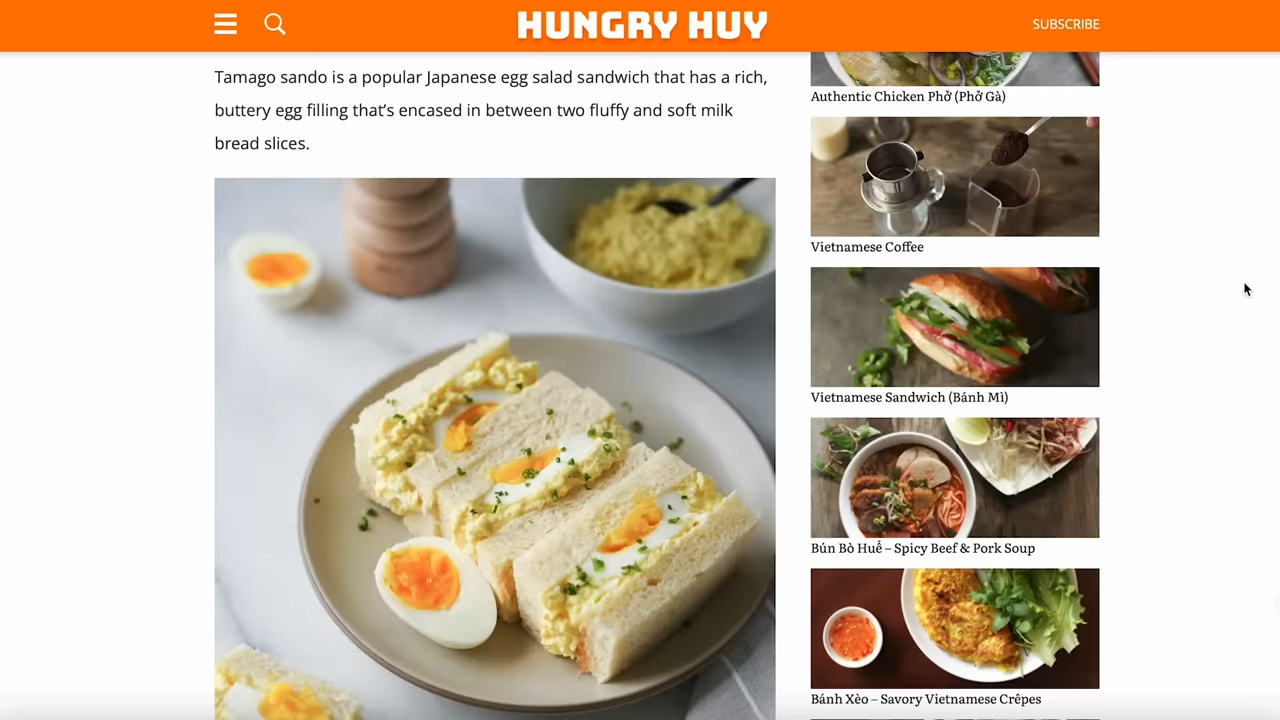 HUNGRY HUY
SUBSCRIBE
Tamago sando is a popular Japanese egg salad sandwich that has a rich,
buttery egg filling that’s encased in between two fluffy and soft milk
bread slices.
Authentic Chicken Phở (Phở Gà)
Vietnamese Coffee
Vietnamese Sandwich (Bánh Mì)
Bún Bò Huế – Spicy Beef & Pork Soup
Bánh Xèo – Savory Vietnamese Crêpes